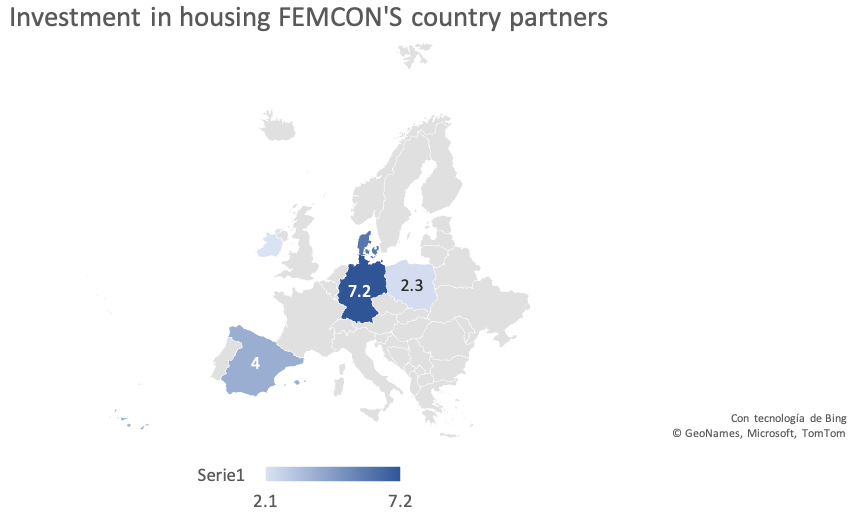 Investment in housing FEMCON'S country partners
7.2
2.3
4
Con tecnología de Bing
© GeoNames, Microsoft, TomTom
Serie1
2.1
7.2